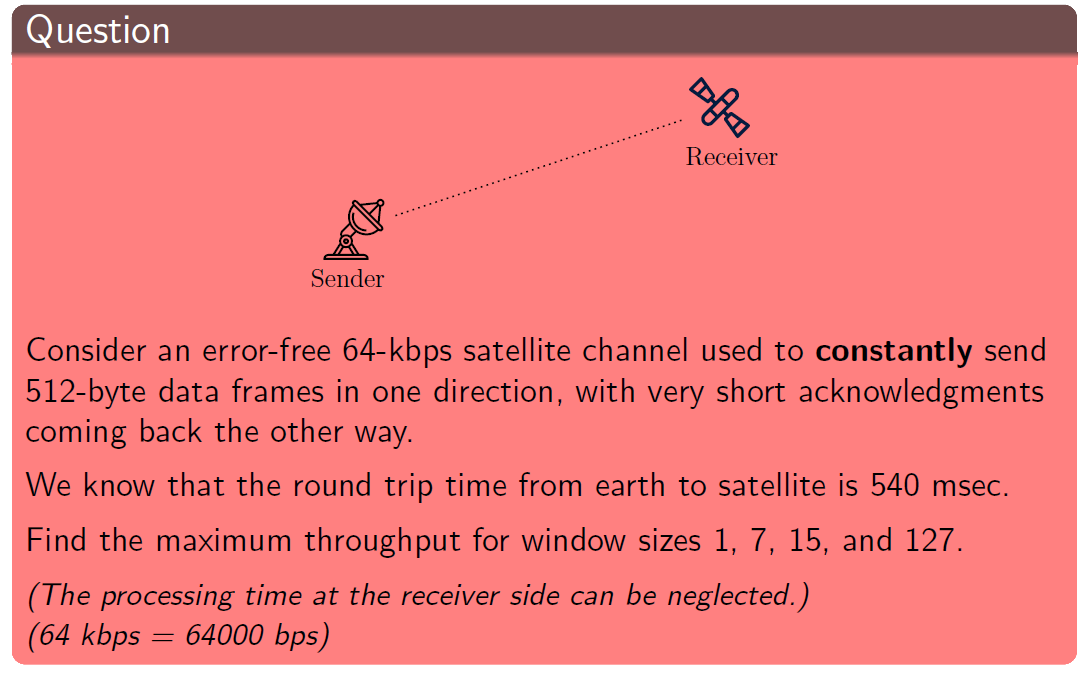 Question
Receiver
Sender
Consider an error-free 64-kbps satellite channel used to constantly send
512-byte data frames in one direction, with very short acknowledgments
coming back the other way.
We know that the round trip time from earth to satellite is 540 msec.
Find the maximum throughput for window sizes 1, 7, 15, and 127.
(The processing time at the receiver side can be neglected.)
(64 kbps = 64000 bps)